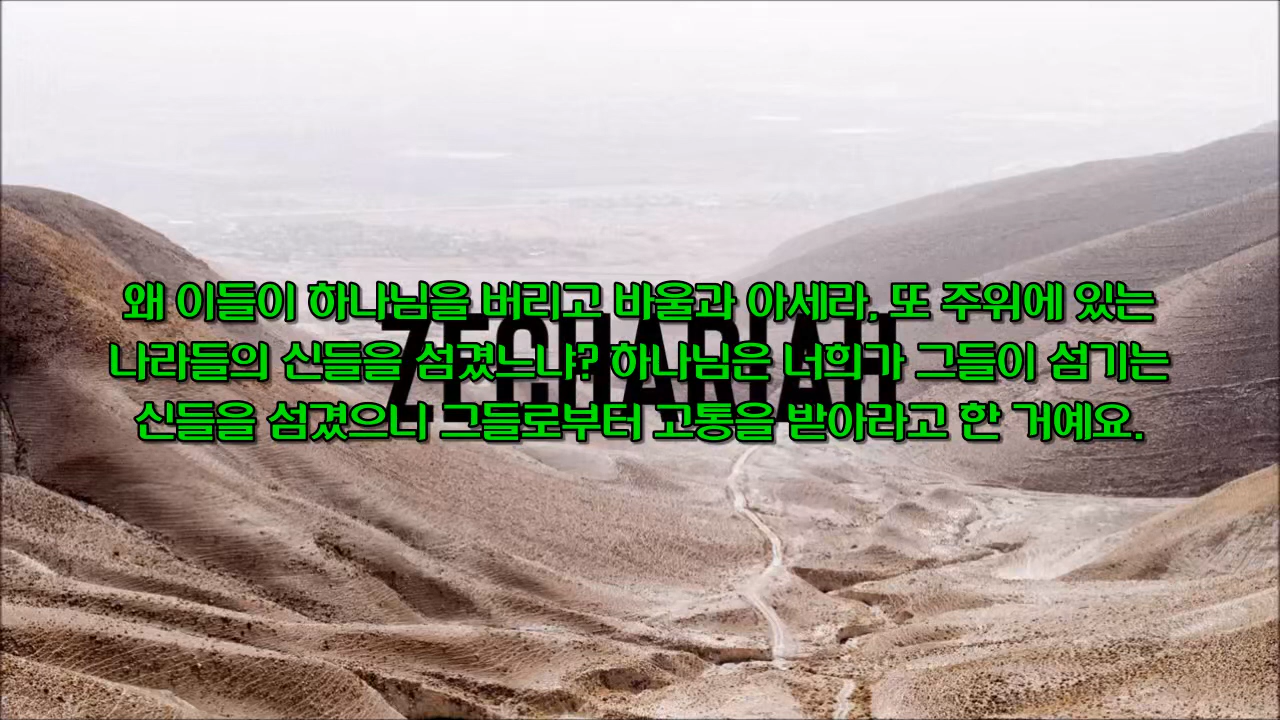 왜 이들이 하나님을 버리고 바울과 아세라, 또 주위에 있는
나라들의 신들을 섬겼느냐? 하나님은 너희가 그들이 섬기는
신들을 섬겼으니 그들로부터 고통을 받아라고 한 거예요.
ZECHARIAH